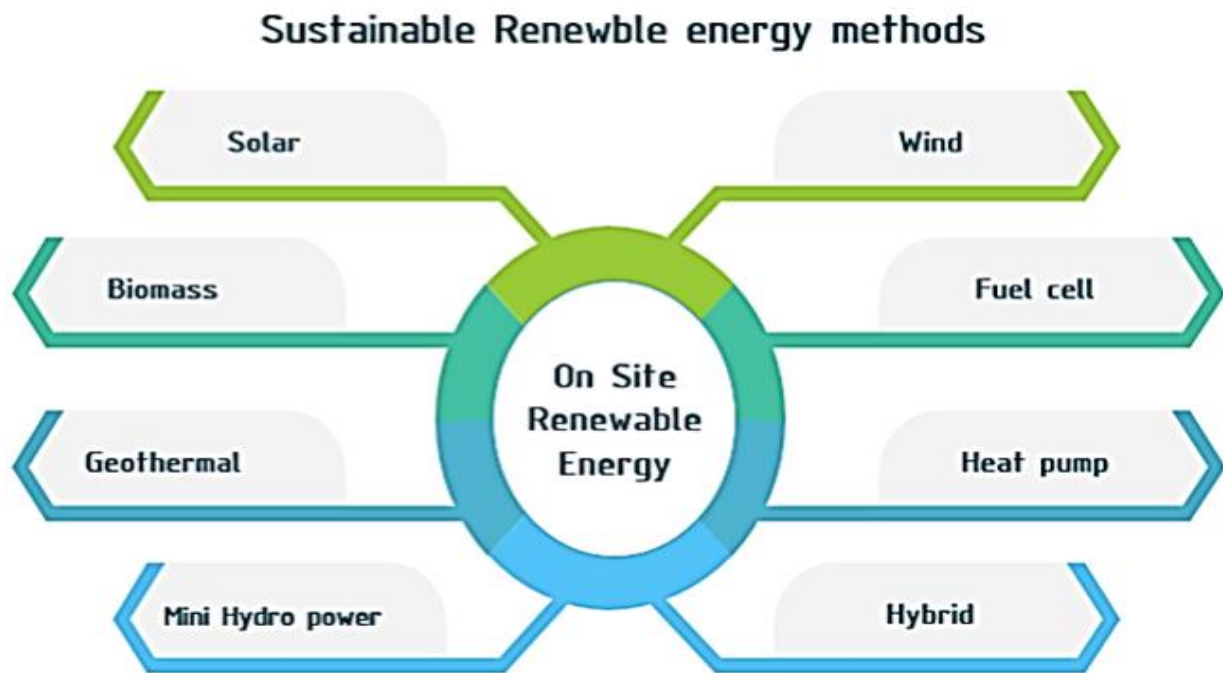 Sustainable Renewble energy methods
Solar
Wind
Biomass
Fuel cell
On Site
Renewable
Energy
Geothermal
Heat pump
Mini Hydro power
Hybrid